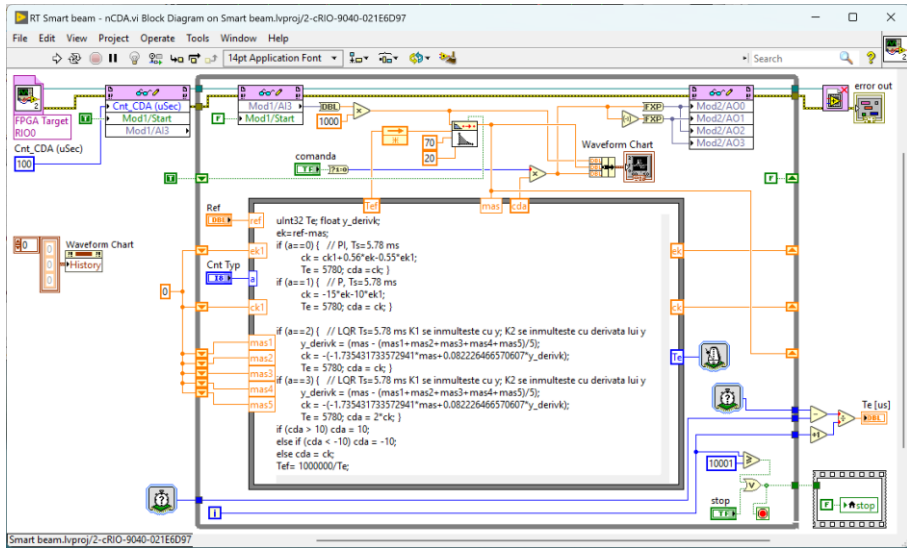 RT Smart beam - nCDA.vi Block Diagram on Smart beam.lvproj/2-cRIO-9040-021E6D97
File Edit View Project Operate Tools Window Help
14pt Application Font
Search
2
FPGA Target
RIO0
Cnt_CDA (uSec)
Mod1/Start
Mod1/AI3
T
Cnt_CDA (uSec)
100
Mod1/AI3
Mod1/Start
F
DBL
1000
70
20
FXP
FXP
Mod2/AO0
Mod2/AO1
Mod2/AO2
Mod2/AO3
error out
Waveform Chart
comanda
TF
?1:0
T
F
Tef
mas
cda
Ref
DBL
ref
Cnt Typ
I8
a
ek1
ck1
mas1
mas2
mas3
mas4
mas5
0
Waveform Chart
History
0
0
0
0
uInt32 Te; float y_derivk;
ek=ref-mas;
if (a==0) { // PI, Ts=5.78 ms
ck = ck1+0.56*ek-0.55*ek1;
Te = 5780; cda =ck; }
if (a==1) { // P, Ts=5.78 ms
ck = -15*ek-10*ek1;
Te = 5780; cda = ck; }
if (a==2) { // LQR Ts=5.78 ms K1 se inmulteste cu y; K2 se inmulteste cu derivata lui y
y_derivk = (mas - (mas1+mas2+mas3+mas4+mas5)/5);
ck = -(-1.735431733572941*mas+0.082226466570607*y_derivk);
Te = 5780; cda = ck; }
if (a==3) { // LQR Ts=5.78 ms K1 se inmulteste cu y; K2 se inmulteste cu derivata lui y
y_derivk = (mas - (mas1+mas2+mas3+mas4+mas5)/5);
ck = -(-1.735431733572941*mas+0.082226466570607*y_derivk);
Te = 5780; cda = 2*ck; }
if (cda > 10) cda = 10;
else if (cda < -10) cda = -10;
else cda = ck;
Tef= 1000000/Te;
ek
ck
Te
Te [us]
DBL
+1
10001
stop
TF
i
F
stop
Smart beam.lvproj/2-cRIO-9040-021E6D97